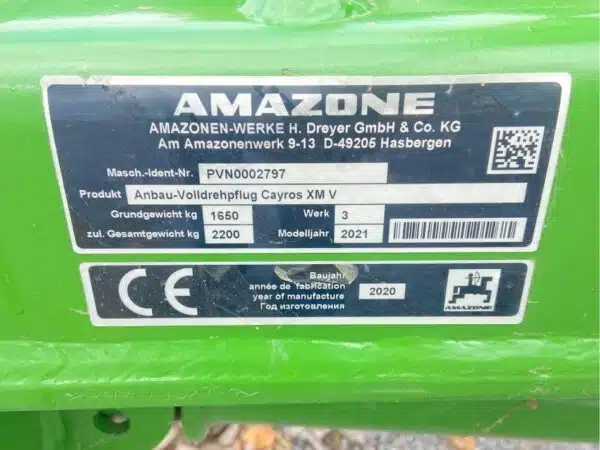 AMAZONE
AMAZONEN-WERKE H. Dreyer GmbH & Co. KG
Am Amazonenwerk 9-13 D-49205 Hasbergen
Masch.-Ident-Nr. PVN0002797
Produkt Anbau-Volldrehpflug Cayros XM V
Grundgewicht kg 1650 Werk 3
zul. Gesamtgewicht kg 2200 Modelljahr 2021
CE
Baujahr
année de fabrication
year of manufacture 2020
Год изготовления
AMAZONE